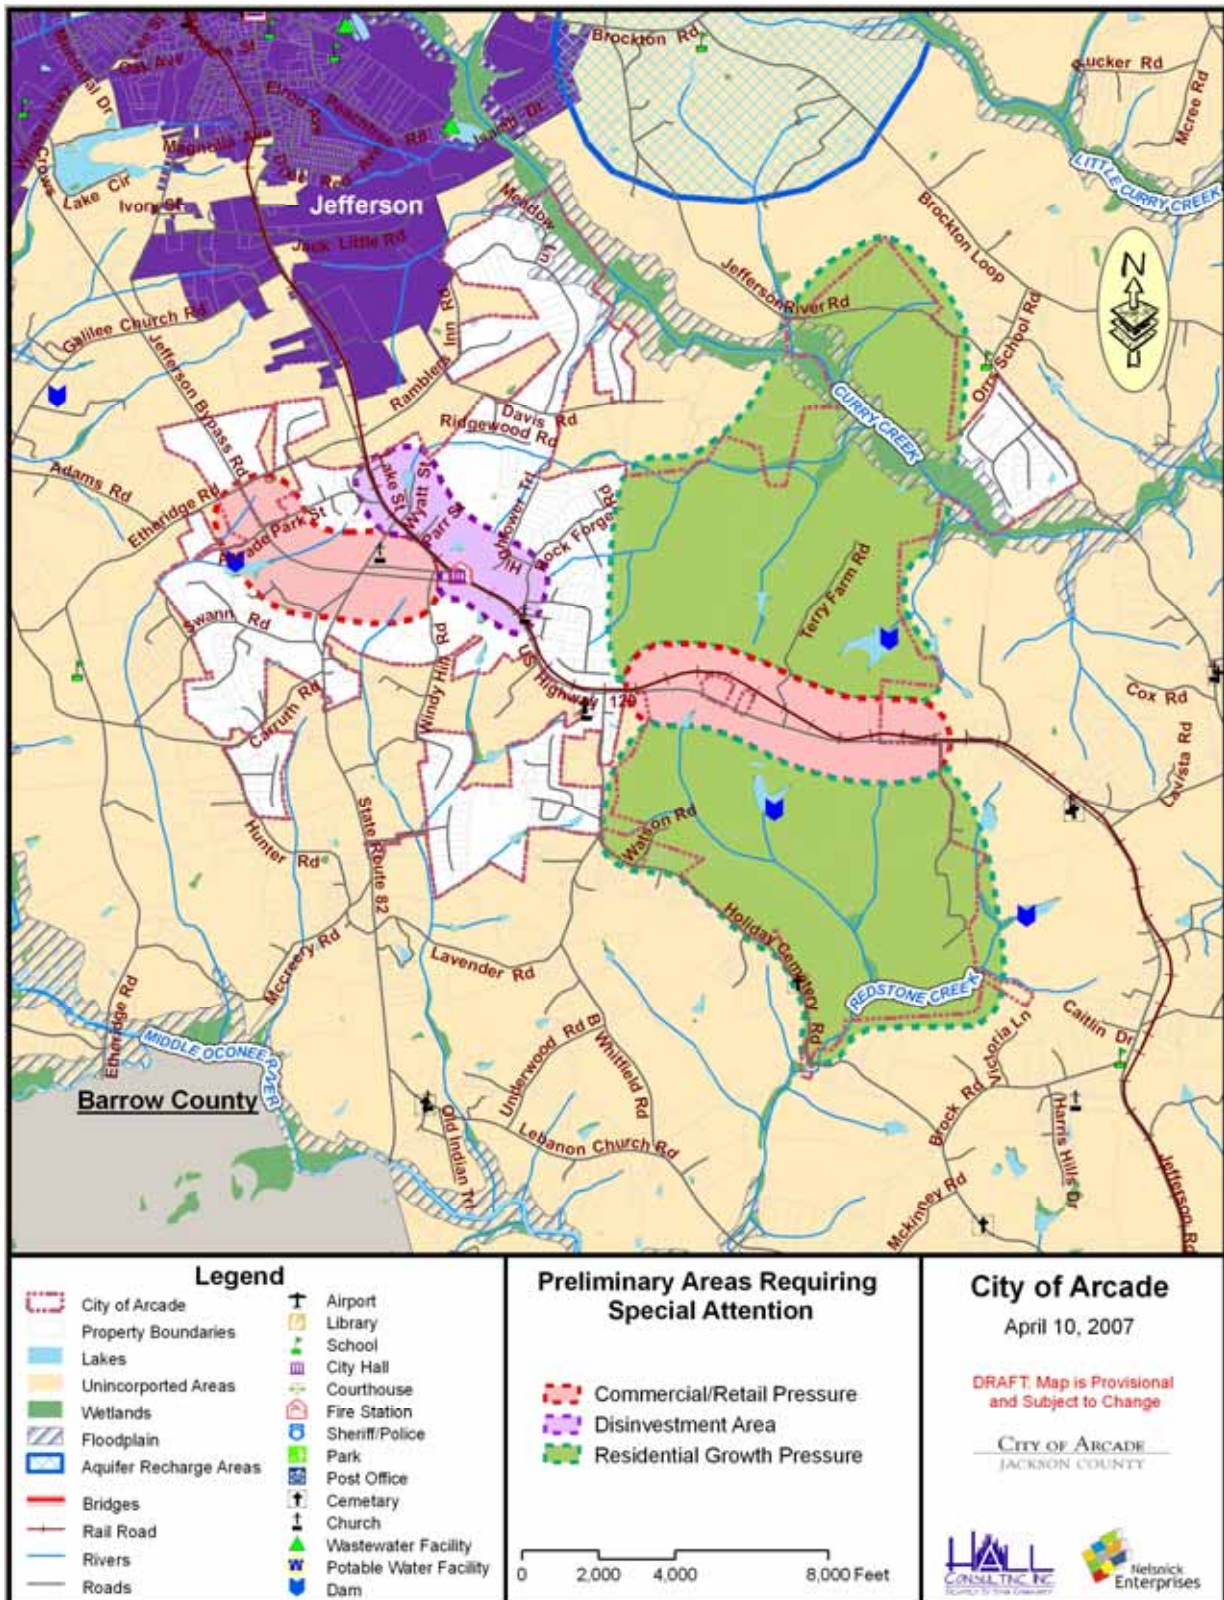 Brockton Rd
Oak Ave
Memorial Dr
Elrod Ave
Peachtree Rd
Magnolia Ave
Lake Cir
Ivory St
Jefferson
Jack Little Rd
Galilee Church Rd
Jefferson Bypass Rd
Ramblers Inn Rd
Meadow Ln
Davis Rd
Ridgewood Rd
Mcree Rd
LITTLE CURRY CREEK
Brockton Loop
Jefferson River Rd
Orrs School Rd
N
CURRY CREEK
Adams Rd
Etheridge Rd
Park St
Lake St
Wyatt St
Parr St
Rock Forge Rd
Terry Farm Rd
Swann Rd
Windy Hill Rd
US Highway 129
Carrum Rd
Cox Rd
Lavista Rd
Hunter Rd
State Route 82
Watson Rd
Holiday Cemetery Rd
REDSTONE CREEK
Mccreery Rd
Lavender Rd
Etheridge Rd
MIDDLE OCONEE RIVER
Underwood Rd B
Whitfield Rd
Victoria Ln
Caitlin Dr
Barrow County
Old Indian Trl
Lebanon Church Rd
Brock Rd
Harris Hills Dr
Mckinney Rd
Jefferson Rd
Legend
City of Arcade
Property Boundaries
Lakes
Unincorported Areas
Wetlands
Floodplain
Aquifer Recharge Areas
Bridges
Rail Road
Rivers
Roads
Airport
Library
School
City Hall
Courthouse
Fire Station
Sheriff/Police
Park
Post Office
Cemetary
Church
Wastewater Facility
Potable Water Facility
Dam
Preliminary Areas Requiring
Special Attention
Commercial/Retail Pressure
Disinvestment Area
Residential Growth Pressure
0 2,000 4,000 8,000 Feet
City of Arcade
April 10, 2007
DRAFT: Map is Provisional
and Subject to Change
CITY OF ARCADE
JACKSON COUNTY
HALL
CONSULTING, INC
Nelsnick
Enterprises